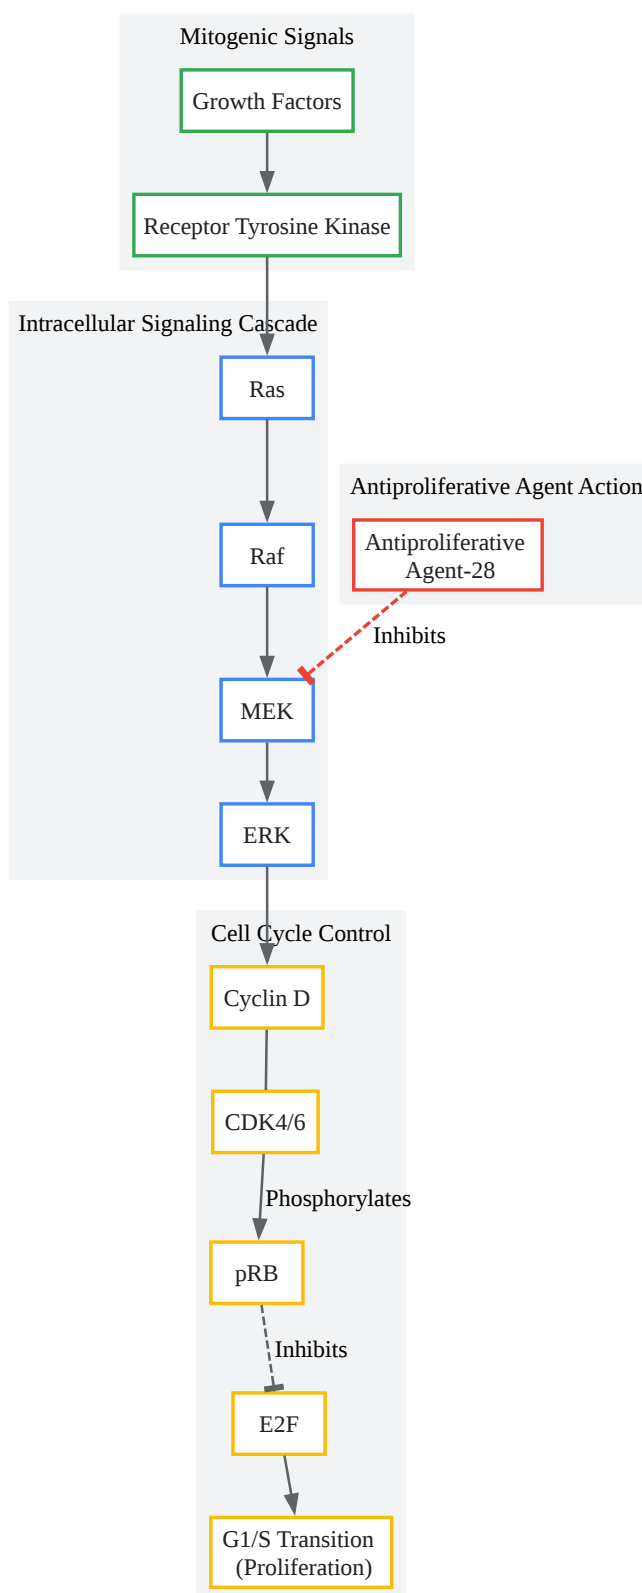 Mitogenic Signals
Growth Factors
Receptor Tyrosine Kinase
Intracellular Signaling Cascade
Ras
Antiproliferative Agent Action
Raf
Antiproliferative
Agent-28
Inhibits
MEK
ERK
Cell Cycle Control
Cyclin D
CDK4/6
Phosphorylates
pRB
Inhibits
E2F
G1/S Transition
(Proliferation)